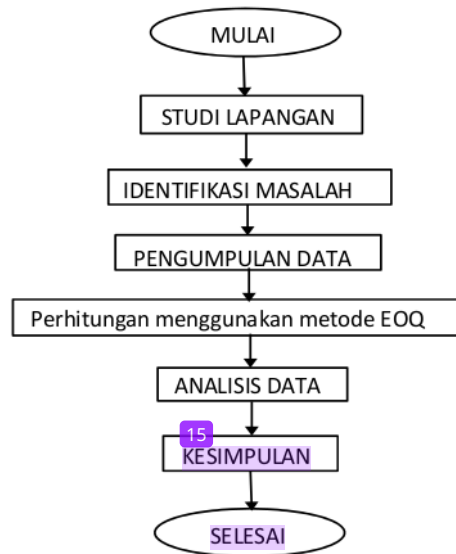 MULAI
STUDI LAPANGAN
IDENTIFIKASI MASALAH
PENGUMPULAN DATA
Perhitungan menggunakan metode EOQ
ANALISIS DATA
15
KESIMPULAN
SELESAI